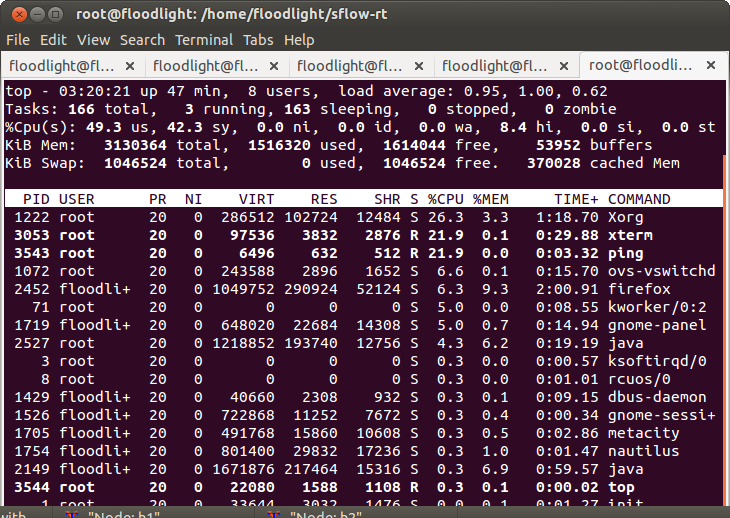 root@floodlight: /home/floodlight/sflow-rt
File Edit View Search Terminal Tabs Help
floodlight@fl... × floodlight@fl... × floodlight@fl... × floodlight@fl... × root@floodli... ×
top - 03:20:21 up 47 min,  8 users,  load average: 0.95, 1.00, 0.62
Tasks: 166 total,   3 running, 163 sleeping,   0 stopped,   0 zombie
%Cpu(s): 49.3 us, 42.3 sy,  0.0 ni,  0.0 id,  0.0 wa,  8.4 hi,  0.0 si,  0.0 st
KiB Mem:   3130364 total,  1516320 used,  1614044 free,    53952 buffers
KiB Swap:  1046524 total,        0 used,  1046524 free.   370028 cached Mem
PID USER PR NI VIRT RES SHR S %CPU %MEM TIME+ COMMAND
1222 root 20 0 286512 102724 12484 S 26.3 3.3 1:18.70 Xorg
3053 root 20 0 97536 3832 2876 R 21.9 0.1 0:29.88 xterm
3543 root 20 0 6496 632 512 R 21.9 0.0 0:03.32 ping
1072 root 20 0 243588 2896 1652 S 6.6 0.1 0:15.70 ovs-vswitchd
2452 floodli+ 20 0 1049752 290924 52124 S 6.3 9.3 2:00.91 firefox
71 root 20 0 0 0 0 S 5.0 0.0 0:08.55 kworker/0:2
1719 floodli+ 20 0 648020 22684 14308 S 5.0 0.7 0:14.94 gnome-panel
2527 root 20 0 1218852 193740 12756 S 4.3 6.2 0:19.19 java
3 root 20 0 0 0 0 S 0.3 0.0 0:00.57 ksoftirqd/0
8 root 20 0 0 0 0 S 0.3 0.0 0:01.01 rcuos/0
1429 floodli+ 20 0 40660 2308 932 S 0.3 0.1 0:09.15 dbus-daemon
1526 floodli+ 20 0 722868 11252 7672 S 0.3 0.4 0:00.34 gnome-sessi+
1705 floodli+ 20 0 491768 15860 10608 S 0.3 0.5 0:02.86 metacity
1754 floodli+ 20 0 801400 29832 17236 S 0.3 1.0 0:01.47 nautilus
2149 floodli+ 20 0 1671876 217464 15316 S 0.3 6.9 0:59.57 java
3544 root 20 0 22080 1588 1108 R 0.3 0.1 0:00.02 top
1 root 20 0 33644 3032 1476 S 0.0 0.1 0:01.27 init
with "Node: h1" "Node: h2"